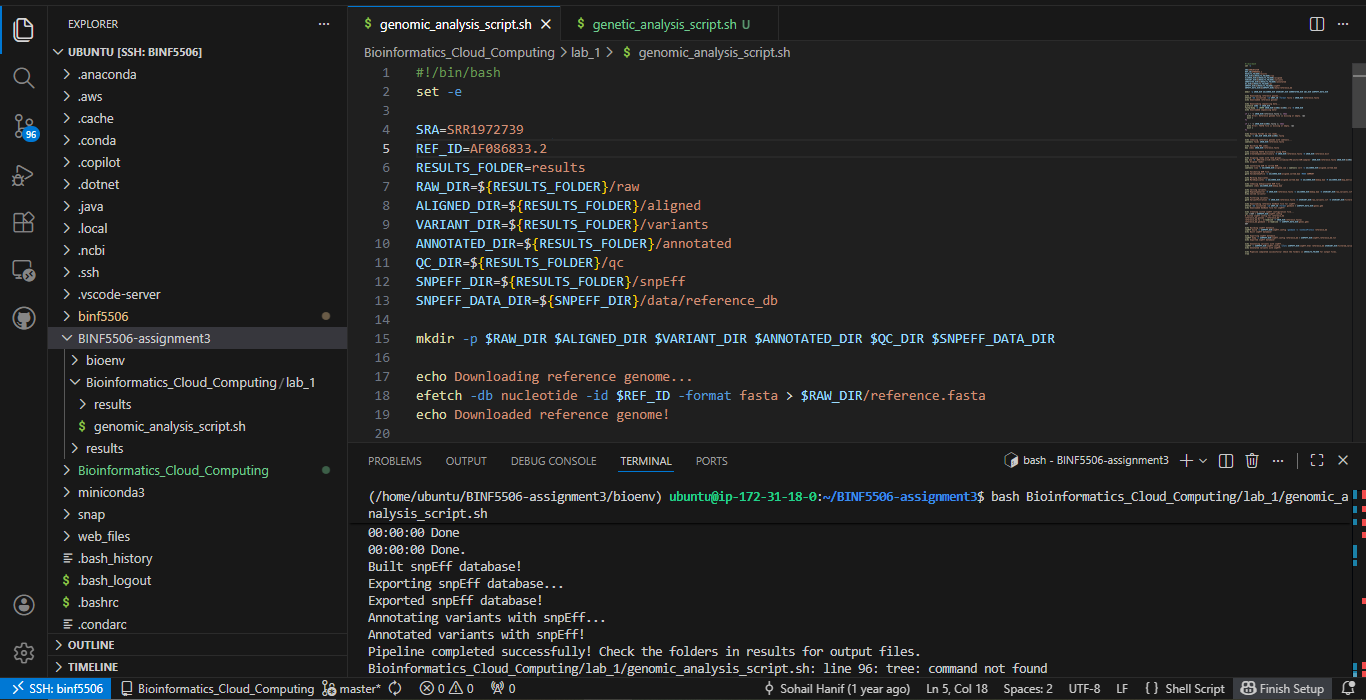 EXPLORER
UBUNTU [SSH: BINF5506]
.anaconda
.aws
.cache
.conda
.copilot
.dotnet
.java
.local
.ncbi
.ssh
.vscode-server
binf5506
BINF5506-assignment3
bioenv
Bioinformatics_Cloud_Computing / lab_1
results
$ genomic_analysis_script.sh
results
Bioinformatics_Cloud_Computing
miniconda3
snap
web_files
.bash_history
$ .bash_logout
$ .bashrc
.condarc
OUTLINE
TIMELINE
96
$ genomic_analysis_script.sh
$ genetic_analysis_script.sh U
Bioinformatics_Cloud_Computing > lab_1 > $ genomic_analysis_script.sh
1 #!/bin/bash
2 set -e
3
4 SRA=SRR1972739
5 REF_ID=AF086833.2
6 RESULTS_FOLDER=results
7 RAW_DIR=${RESULTS_FOLDER}/raw
8 ALIGNED_DIR=${RESULTS_FOLDER}/aligned
9 VARIANT_DIR=${RESULTS_FOLDER}/variants
10 ANNOTATED_DIR=${RESULTS_FOLDER}/annotated
11 QC_DIR=${RESULTS_FOLDER}/qc
12 SNPEFF_DIR=${RESULTS_FOLDER}/snpEff
13 SNPEFF_DATA_DIR=${SNPEFF_DIR}/data/reference_db
14
15 mkdir -p $RAW_DIR $ALIGNED_DIR $VARIANT_DIR $ANNOTATED_DIR $QC_DIR $SNPEFF_DATA_DIR
16
17 echo Downloading reference genome...
18 efetch -db nucleotide -id $REF_ID -format fasta > $RAW_DIR/reference.fasta
19 echo Downloaded reference genome!
20
PROBLEMS OUTPUT DEBUG CONSOLE TERMINAL PORTS
bash - BINF5506-assignment3
(/home/ubuntu/BINF5506-assignment3/bioenv) ubuntu@ip-172-31-18-0:~/BINF5506-assignment3$ bash Bioinformatics_Cloud_Computing/lab_1/genomic_a
nalysis_script.sh
00:00:00 Done
00:00:00 Done.
Built snpEff database!
Exporting snpEff database...
Exported snpEff database!
Annotating variants with snpEff...
Annotated variants with snpEff!
Pipeline completed successfully! Check the folders in results for output files.
Bioinformatics_Cloud_Computing/lab_1/genomic_analysis_script.sh: line 96: tree: command not found
SSH: binf5506 Bioinformatics_Cloud_Computing master* 0 0 0 Sohail Hanif (1 year ago) Ln 5, Col 18 Spaces: 2 UTF-8 LF { } Shell Script Finish Setup